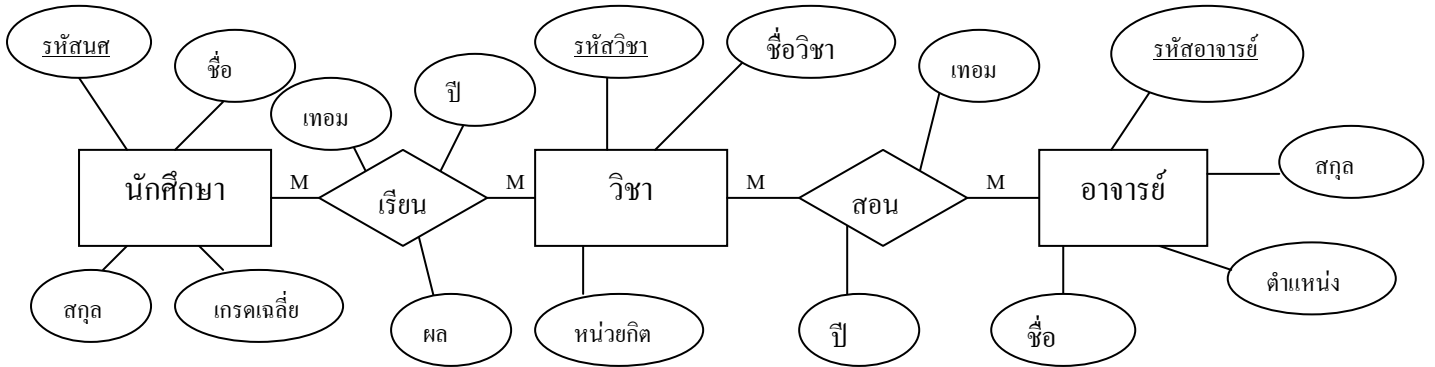 รหัสนศ
ชื่อ
เทอม
ปี
รหัสวิชา
ชื่อวิชา
เทอม
รหัสอาจารย์
นักศึกษา
M
เรียน
M
วิชา
M
สอน
M
อาจารย์
สกุล
สกุล
เกรดเฉลี่ย
ผล
หน่วยกิต
ปี
ชื่อ
ตำแหน่ง